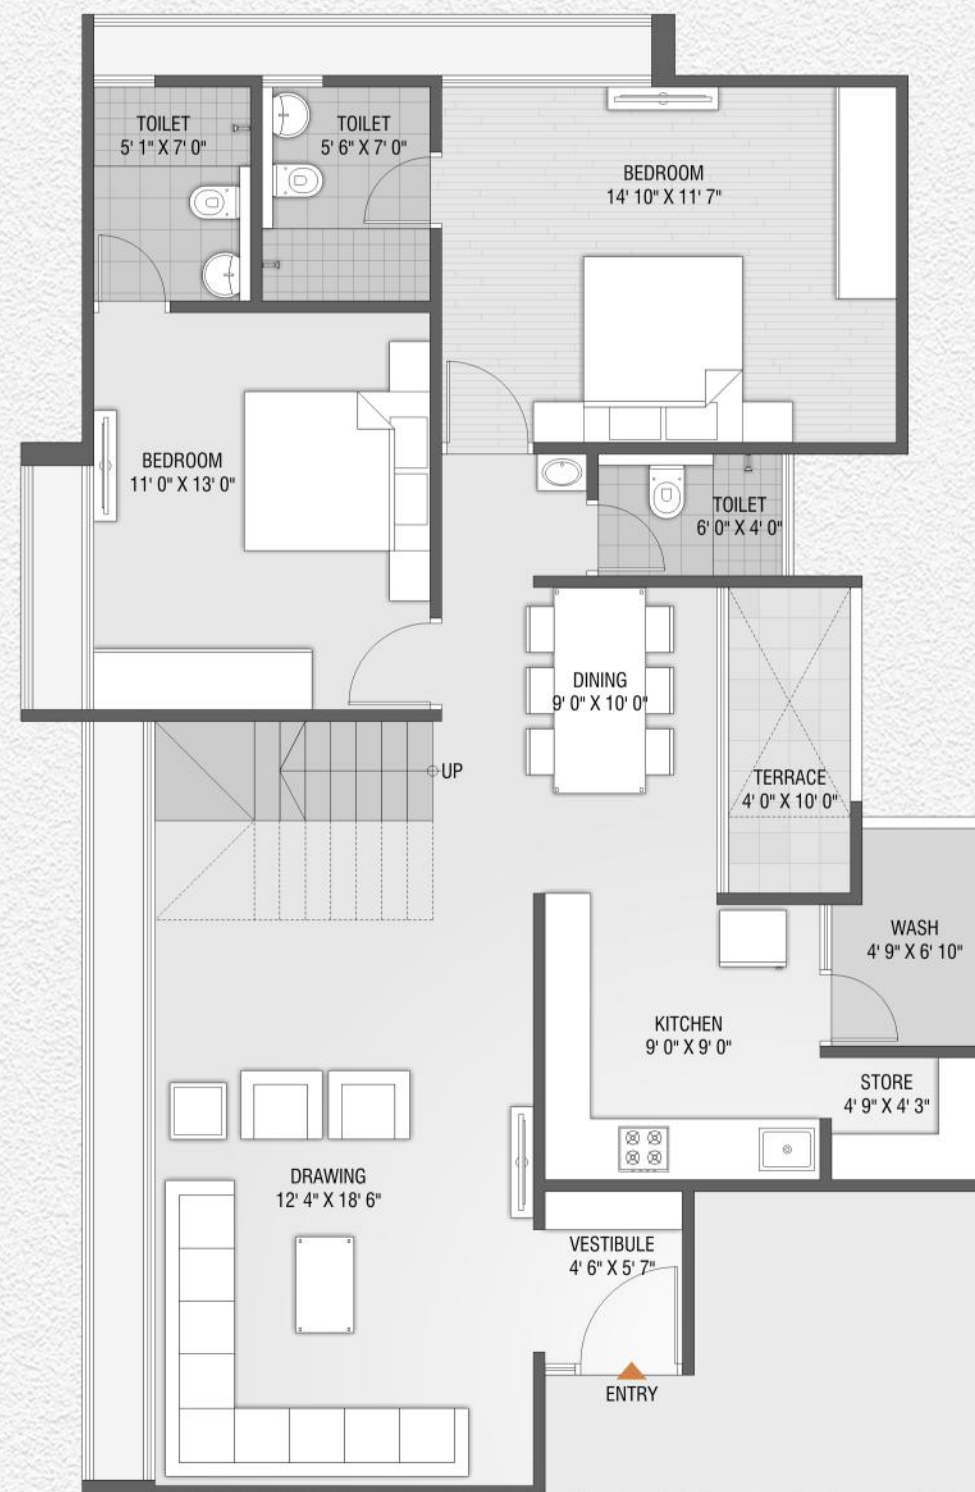 TOILET
5' 1" X 7' 0"
TOILET
5' 6" X 7' 0"
BEDROOM
14' 10" X 11' 7"
BEDROOM
11' 0" X 13' 0"
TOILET
6' 0" X 4' 0"
DINING
9' 0" X 10' 0"
UP
TERRACE
4' 0" X 10' 0"
WASH
4' 9" X 6' 10"
KITCHEN
9' 0" X 9' 0"
STORE
4' 9" X 4' 3"
DRAWING
12' 4" X 18' 6"
VESTIBULE
4' 6" X 5' 7"
ENTRY